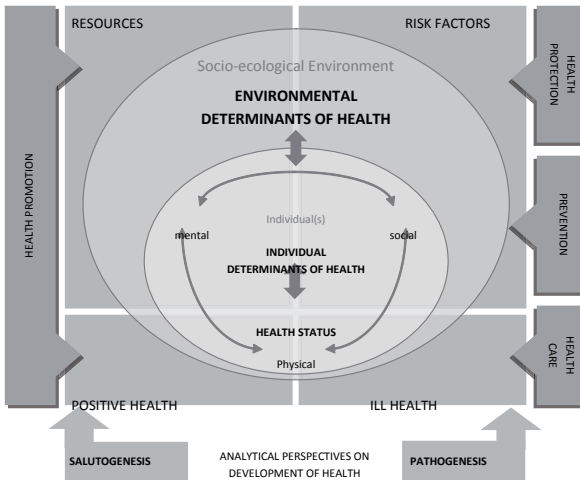 RESOURCES
RISK FACTORS
HEALTH
PROTECTION
Socio-ecological Environment
ENVIRONMENTAL
DETERMINANTS OF HEALTH
HEALTH PROMOTION
PREVENTION
Individual(s)
mental
social
INDIVIDUAL
DETERMINANTS OF HEALTH
HEALTH STATUS
Physical
HEALTH
CARE
POSITIVE HEALTH
ILL HEALTH
SALUTOGENESIS
ANALYTICAL PERSPECTIVES ON
DEVELOPMENT OF HEALTH
PATHOGENESIS